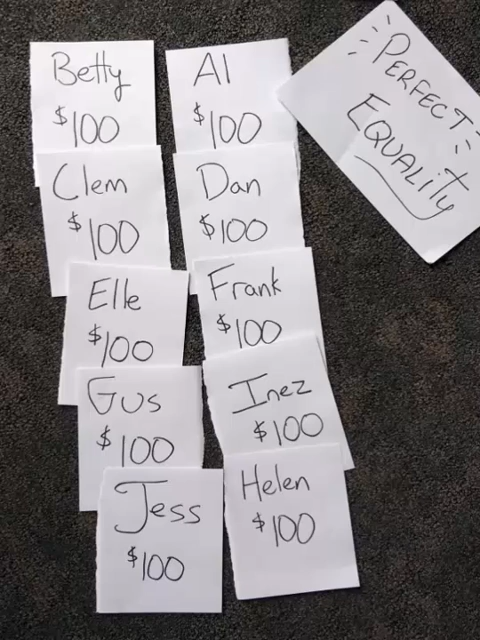 Betty
$100
Al
$100
PERFECT
EQUALITY
Clem
$100
Dan
$100
Elle
$100
Frank
$100
Gus
$100
Inez
$100
Jess
$100
Helen
$100